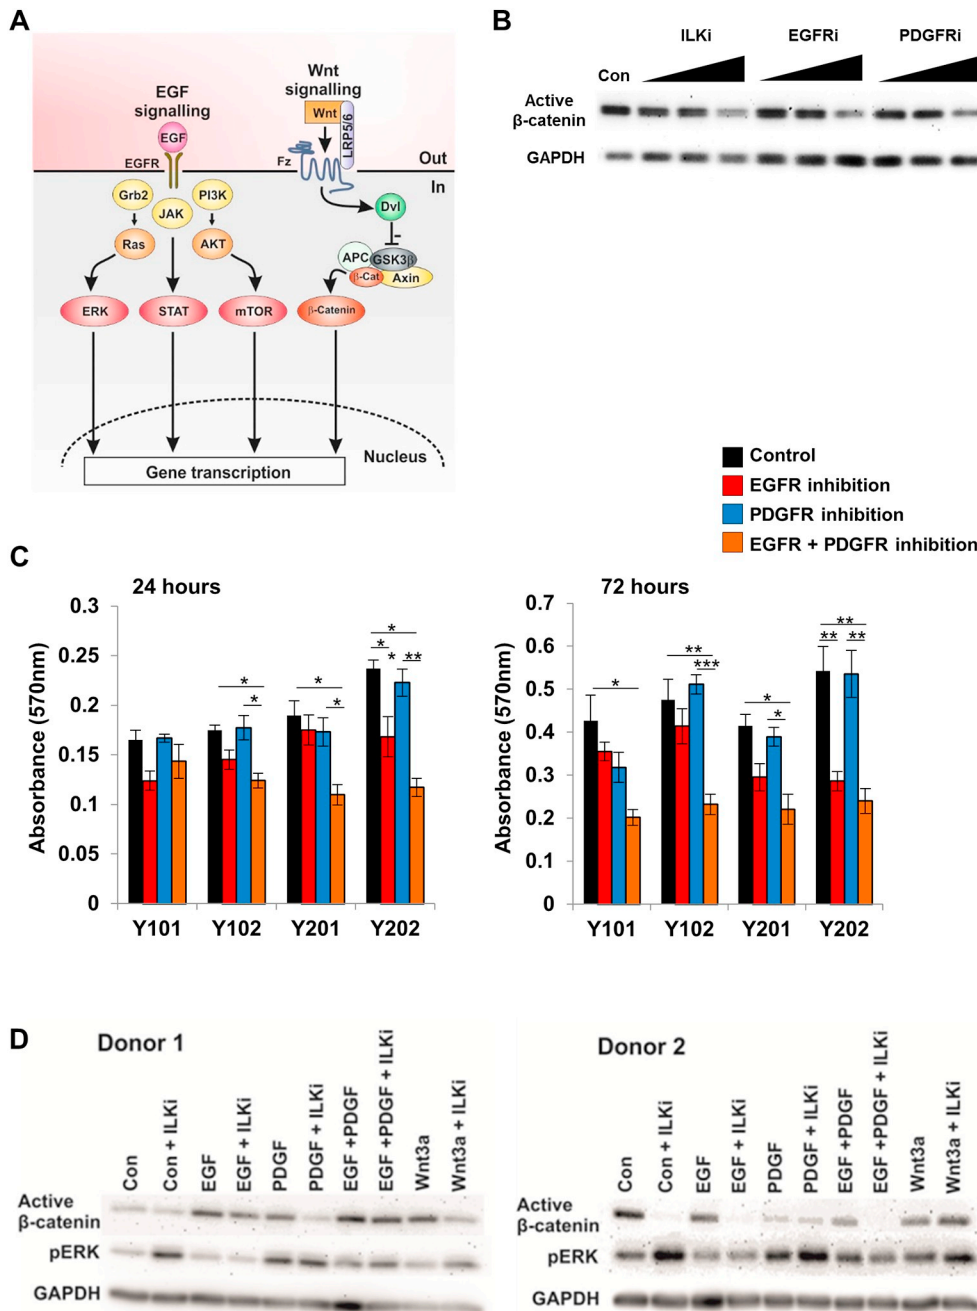 A
EGF
signalling
Wnt
signalling
EGF
Wnt
LRP5/6
EGFR
Fz
Out
In
Grb2
PI3K
JAK
Dvl
Ras
AKT
APC
GSK3β
β-Cat
Axin
ERK
STAT
mTOR
β-Catenin
Nucleus
Gene transcription
B
ILKi
EGFRi
PDGFRi
Con
Active
β-catenin
GAPDH
Control
EGFR inhibition
PDGFR inhibition
EGFR + PDGFR inhibition
C
24 hours
Absorbance (570nm)
0.3
0.25
0.2
0.15
0.1
0.05
0
* * * * * * * **
Y101 Y102 Y201 Y202
72 hours
Absorbance (570nm)
0.7
0.6
0.5
0.4
0.3
0.2
0.1
0
* ** *** * * ** ** **
Y101 Y102 Y201 Y202
D
Donor 1
Con
Con + ILKi
EGF
EGF + ILKi
PDGF
PDGF + ILKi
EGF +PDGF
EGF +PDGF + ILKi
Wnt3a
Wnt3a + ILKi
Active
β-catenin
pERK
GAPDH
Donor 2
Con
Con + ILKi
EGF
EGF + ILKi
PDGF
PDGF + ILKi
EGF +PDGF
EGF +PDGF + ILKi
Wnt3a
Wnt3a + ILKi
Active
β-catenin
pERK
GAPDH